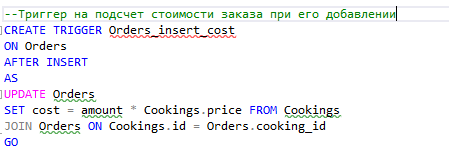 --Триггер на подсчет стоимости заказа при его добавлении
CREATE TRIGGER Orders_insert_cost
ON Orders
AFTER INSERT
AS
UPDATE Orders
SET cost = amount * Cookings.price FROM Cookings
JOIN Orders ON Cookings.id = Orders.cooking_id
GO